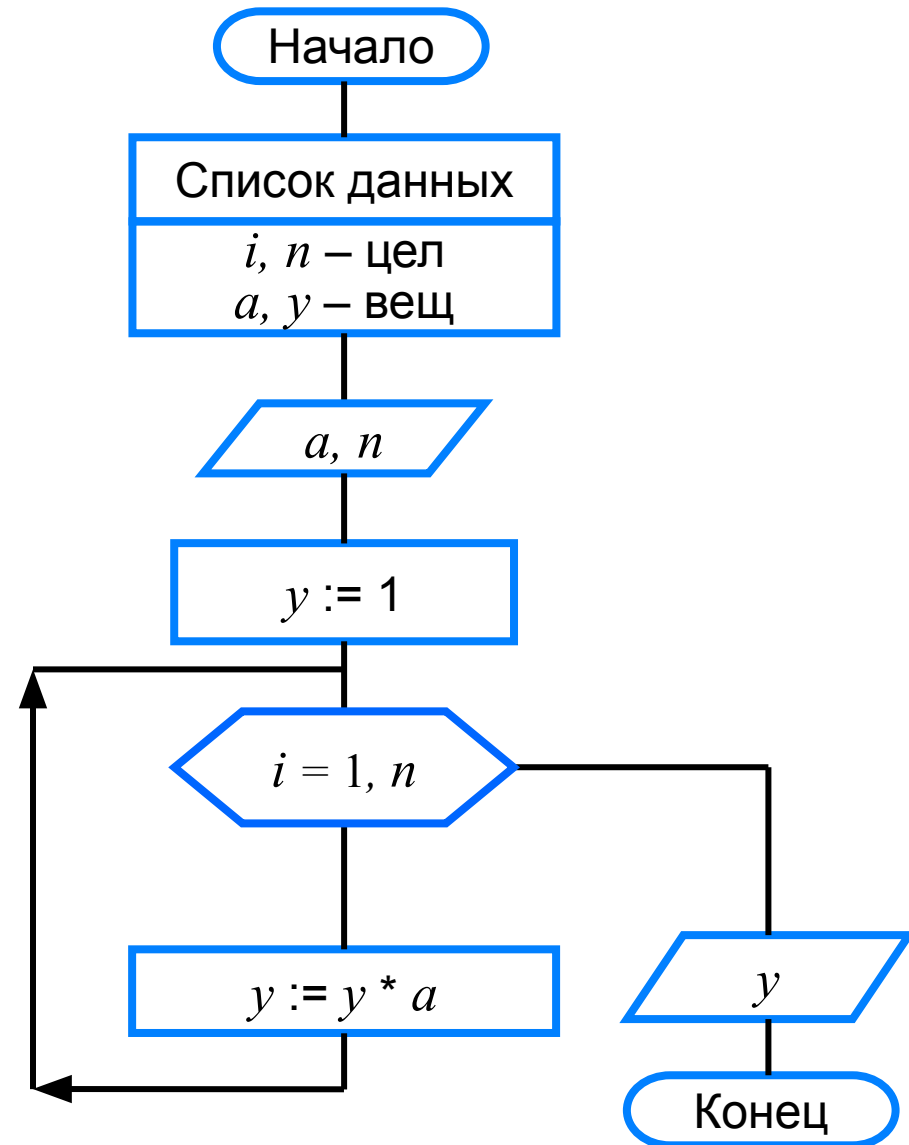 Начало
Список данных
i, n – цел
a, y – вещ
a, n
y := 1
i = 1, n
y := y * a
y
Конец